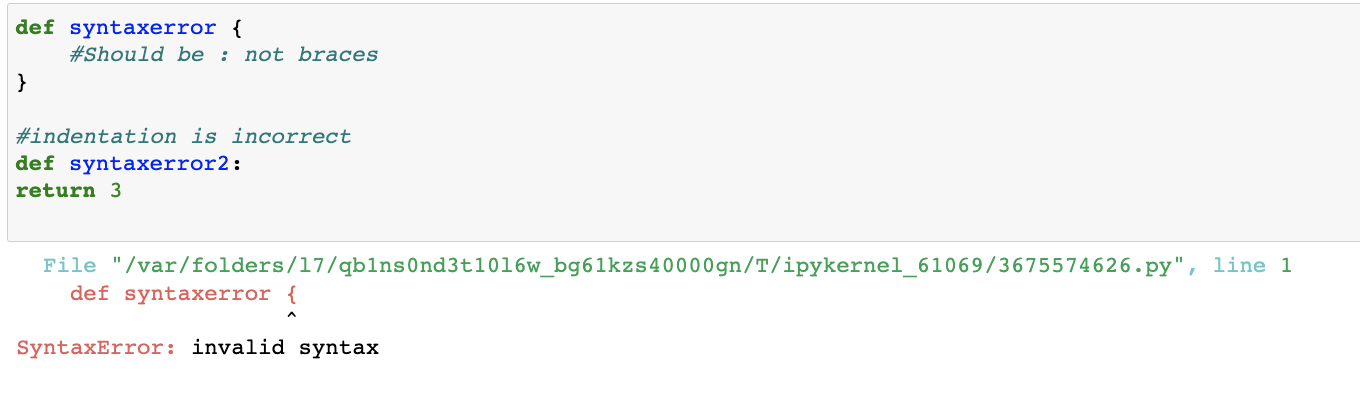 def syntaxerror {
    #Should be : not braces
}
#indentation is incorrect
def syntaxerror2:
return 3
  File "/var/folders/l7/qb1ns0nd3t10l6w_bg61kzs40000gn/T/ipykernel_61069/3675574626.py", line 1
    def syntaxerror {
                    ^
SyntaxError: invalid syntax